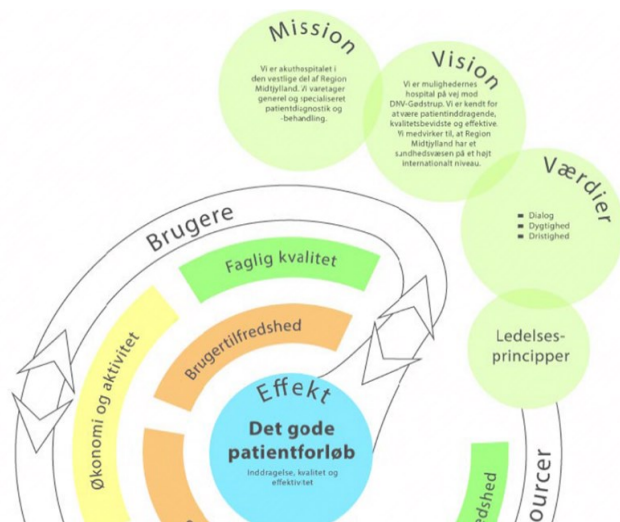 Mission
Vi er akuthospitalet i
den vestlige del af Region
Midtjylland. Vi varetager
generel og specialiseret
patientdiagnostik og
-behandling.
Vision
Vi er mulighedernes
hospital på vej mod
DNV-Gødstrup. Vi er kendt for
at være patientinddragende,
kvalitetsbevidste og effektive.
Vi medvirker til, at Region
Midtjylland har et
sundhedsvæsen på et højt
internationalt niveau.
Værdier
Dialog
Dygtighed
Dristighed
Ledelses-
principper
Brugere
Faglig kvalitet
Brugertilfredshed
Økonomi og aktivitet
Effekt
Det gode
patientforløb
Inddragelse, kvalitet og
effektivitet
edshed
ourcer